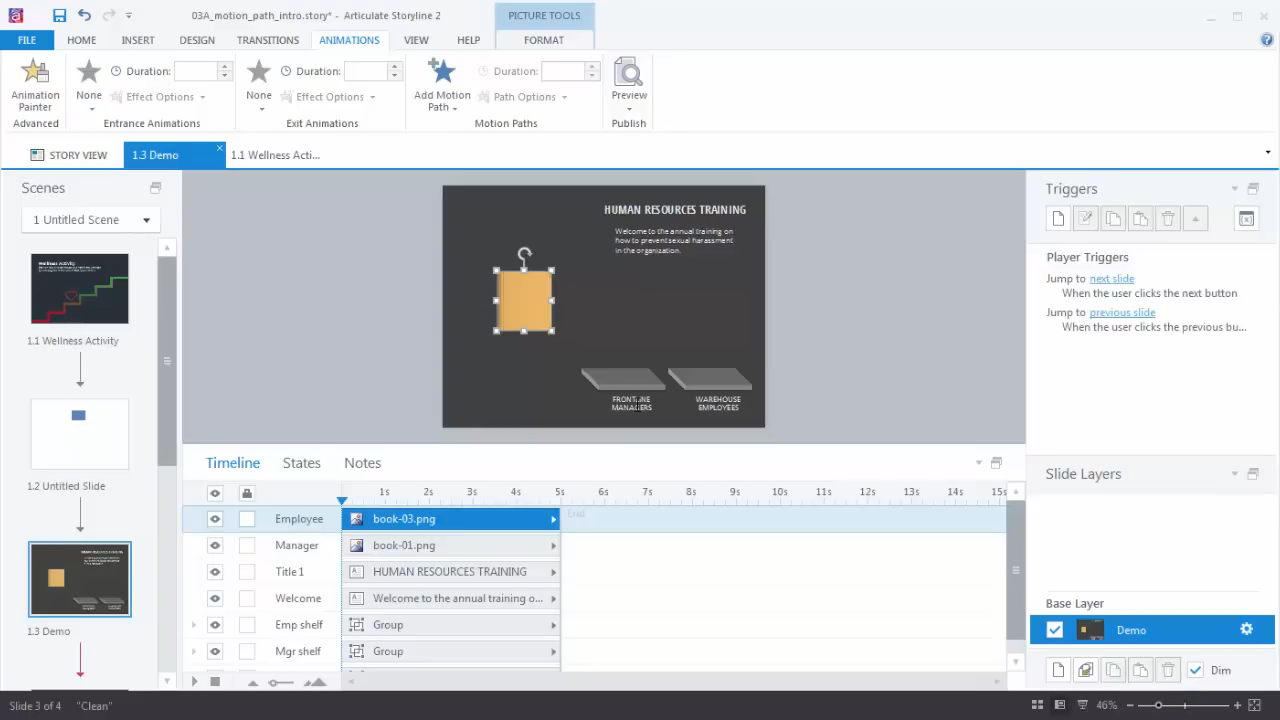 03A_motion_path_intro.story* - Articulate Storyline 2
PICTURE TOOLS
FILE
HOME
INSERT
DESIGN
TRANSITIONS
ANIMATIONS
VIEW
HELP
FORMAT
Animation Painter
Advanced
None
Duration:
Effect Options
Entrance Animations
None
Duration:
Effect Options
Exit Animations
Add Motion Path
Duration:
Path Options
Motion Paths
Preview
Publish
STORY VIEW
1.3 Demo
1.1 Wellness Acti...
Scenes
1 Untitled Scene
Wellness Activity
1.1 Wellness Activity
1.2 Untitled Slide
1.3 Demo
HUMAN RESOURCES TRAINING
Welcome to the annual training on
how to prevent sexual harassment
in the organization.
FRONTLINE
MANAGERS
WAREHOUSE
EMPLOYEES
Triggers
Player Triggers
Jump to next slide
When the user clicks the next button
Jump to previous slide
When the user clicks the previous bu...
Timeline
States
Notes
1s 2s 3s 4s 5s 6s 7s 8s 9s 10s 11s 12s 13s 14s 15s
Employee
book-03.png
End
Manager
book-01.png
Title 1
HUMAN RESOURCES TRAINING
Welcome
Welcome to the annual training o...
Emp shelf
Group
Mgr shelf
Group
Slide Layers
Base Layer
Demo
Dim
Slide 3 of 4
"Clean"
46%